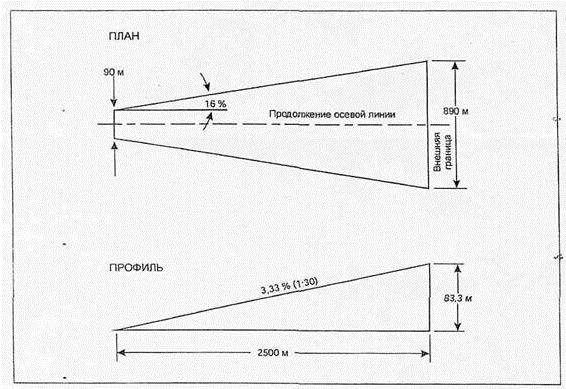 ПЛАН
90 м
16 %
Продолжение осевой линии
890 м
Внешняя
граница
ПРОФИЛЬ
3,33 % (1:30)
83,3 м
2500 м